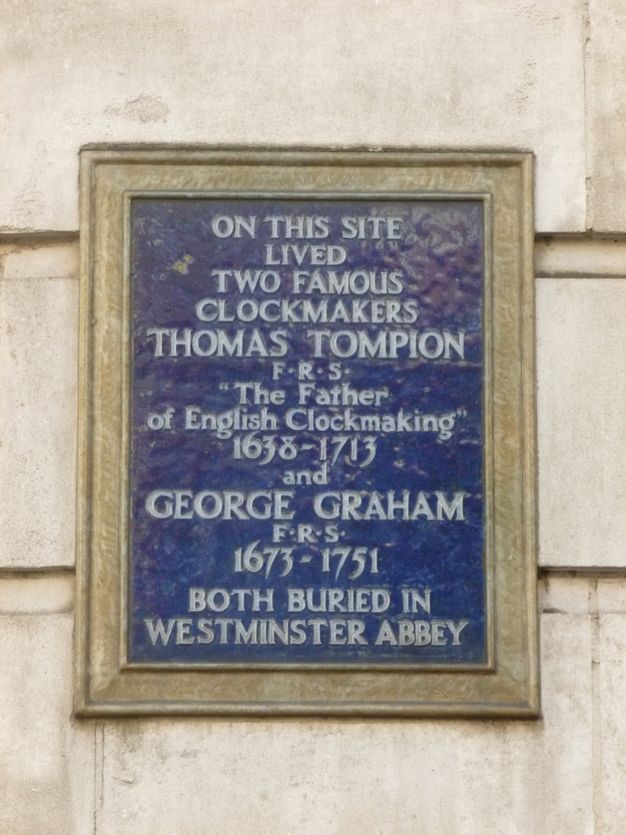 ON THIS SITE
LIVED
TWO FAMOUS
CLOCKMAKERS
THOMAS TOMPION
F·R·S·
"The Father
of English Clockmaking"
1638-1713
and
GEORGE GRAHAM
F·R·S·
1673-1751
BOTH BURIED IN
WESTMINSTER ABBEY